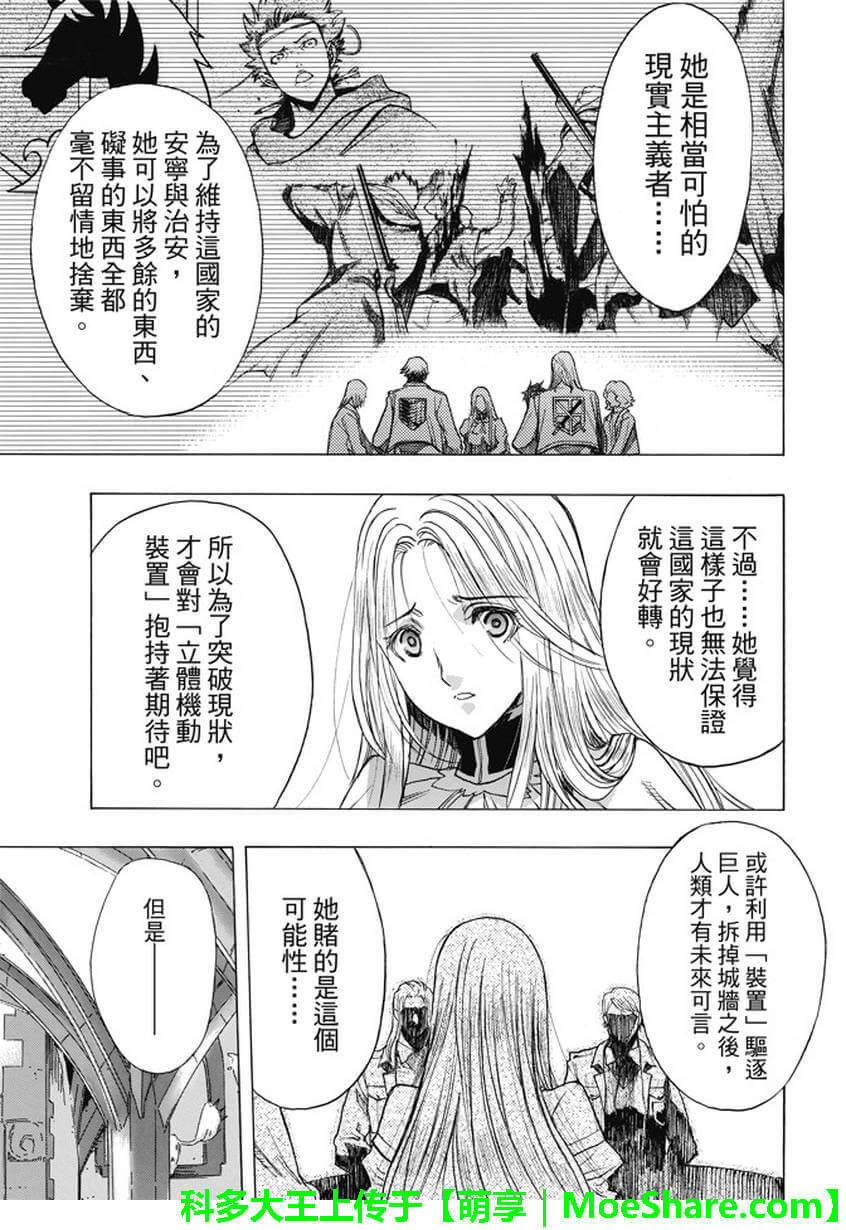 她是相當可怕的
現實主義者……
為了維持這國家的
安寧與治安，
她可以將多餘的東西、
礙事的東西全都
毫不留情地捨棄。
不過……她覺得
這樣子也無法保證
這國家的現狀
就會好轉。
所以為了突破現狀，
才會對「立體機動
裝置」抱持著期待吧。
或許利用「裝置」驅逐
巨人，拆掉城牆之後，
人類才有未來可言。
她賭的是這個
可能性……
但是——
科多大王上传于【萌享｜MoeShare.com】